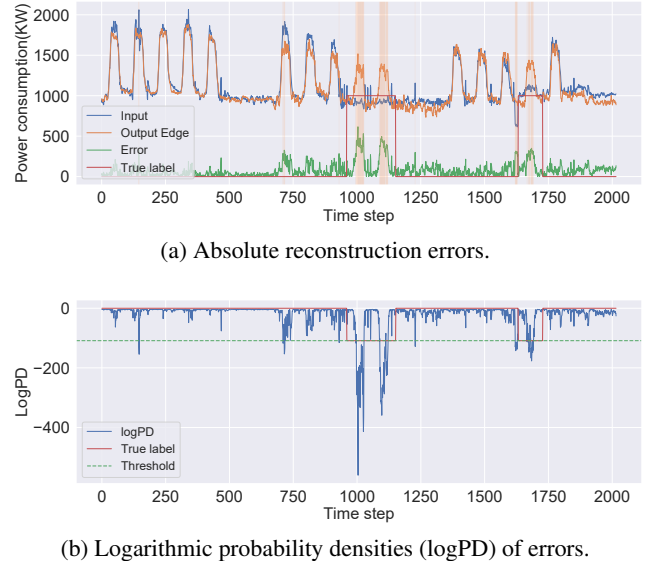 2000
1500
1000
500
0
Power consumption(KW)
Input
Output Edge
Error
True label
0 250 500 750 1000 1250 1500 1750 2000
Time step
(a) Absolute reconstruction errors.
0
−200
−400
LogPD
logPD
True label
Threshold
0 250 500 750 1000 1250 1500 1750 2000
Time step
(b) Logarithmic probability densities (logPD) of errors.